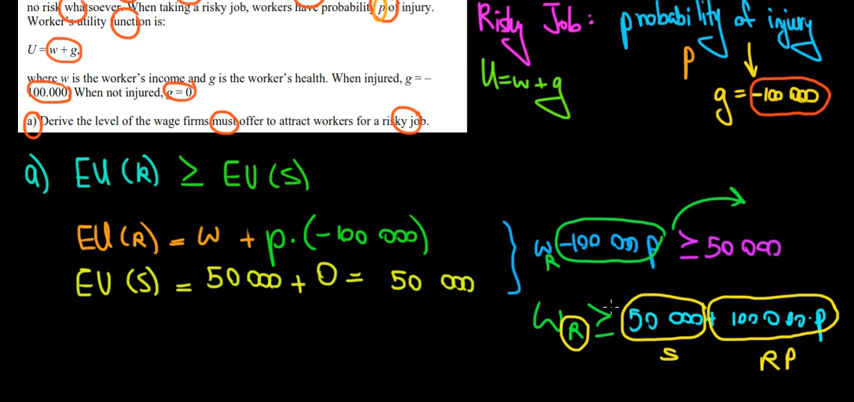 no risk whatsoever. When taking a risky job, workers have probability p of injury.
Worker's utility function is:
U = w + g,
where w is the worker's income and g is the worker's health. When injured, g = –
100.000. When not injured, g = 0.
a) Derive the level of the wage firms must offer to attract workers for a risky job.
Risky Job: probability of injury
p
U=w+g
g = -100 000
a) EU(R) ≥ EU(S)
EU(R) = w + p.(-100 000)
EU(S) = 50 000 + 0 = 50 000
} w_R -100 000 p ≥ 50 000
w_R ≥ 50 000 + 100 000.p
S RP